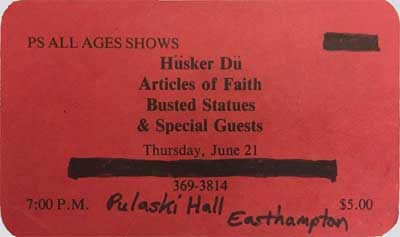 PS ALL AGES SHOWS
Hüsker Dü
Articles of Faith
Busted Statues
& Special Guests
Thursday, June 21
369-3814
7:00 P.M. Pulaski Hall Easthampton $5.00